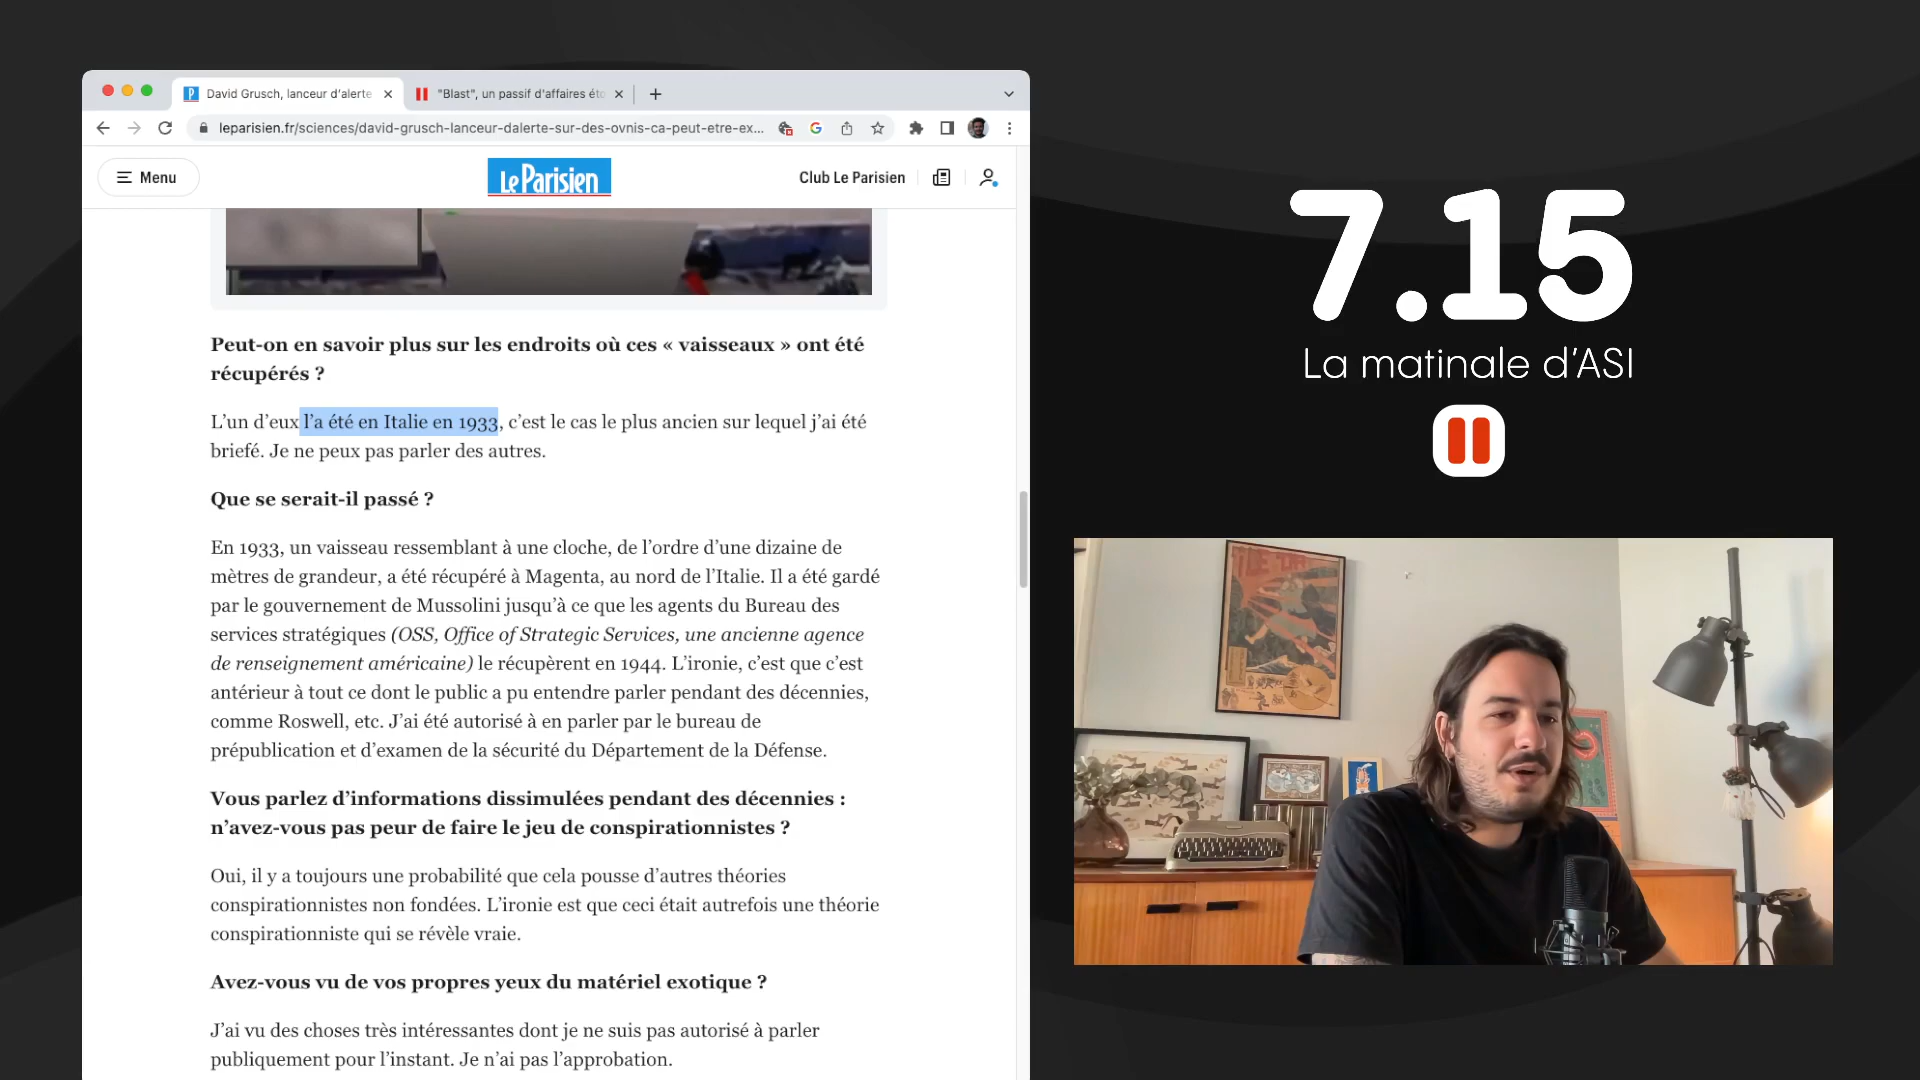 David Grusch, lanceur d'alerte
"Blast", un passif d'affaires éto
leparisien.fr/sciences/david-grusch-lanceur-dalerte-sur-des-ovnis-ca-peut-etre-ex...
Menu
Le Parisien
Club Le Parisien
Peut-on en savoir plus sur les endroits où ces « vaisseaux » ont été
récupérés ?
L'un d'eux l'a été en Italie en 1933, c'est le cas le plus ancien sur lequel j'ai été
briefé. Je ne peux pas parler des autres.
Que se serait-il passé ?
En 1933, un vaisseau ressemblant à une cloche, de l'ordre d'une dizaine de
mètres de grandeur, a été récupéré à Magenta, au nord de l'Italie. Il a été gardé
par le gouvernement de Mussolini jusqu'à ce que les agents du Bureau des
services stratégiques (OSS, Office of Strategic Services, une ancienne agence
de renseignement américaine) le récupèrent en 1944. L'ironie, c'est que c'est
antérieur à tout ce dont le public a pu entendre parler pendant des décennies,
comme Roswell, etc. J'ai été autorisé à en parler par le bureau de
prépublication et d'examen de la sécurité du Département de la Défense.
Vous parlez d'informations dissimulées pendant des décennies :
n'avez-vous pas peur de faire le jeu de conspirationnistes ?
Oui, il y a toujours une probabilité que cela pousse d'autres théories
conspirationnistes non fondées. L'ironie est que ceci était autrefois une théorie
conspirationniste qui se révèle vraie.
Avez-vous vu de vos propres yeux du matériel exotique ?
J'ai vu des choses très intéressantes dont je ne suis pas autorisé à parler
publiquement pour l'instant. Je n'ai pas l'approbation.
7.15
La matinale d'ASI